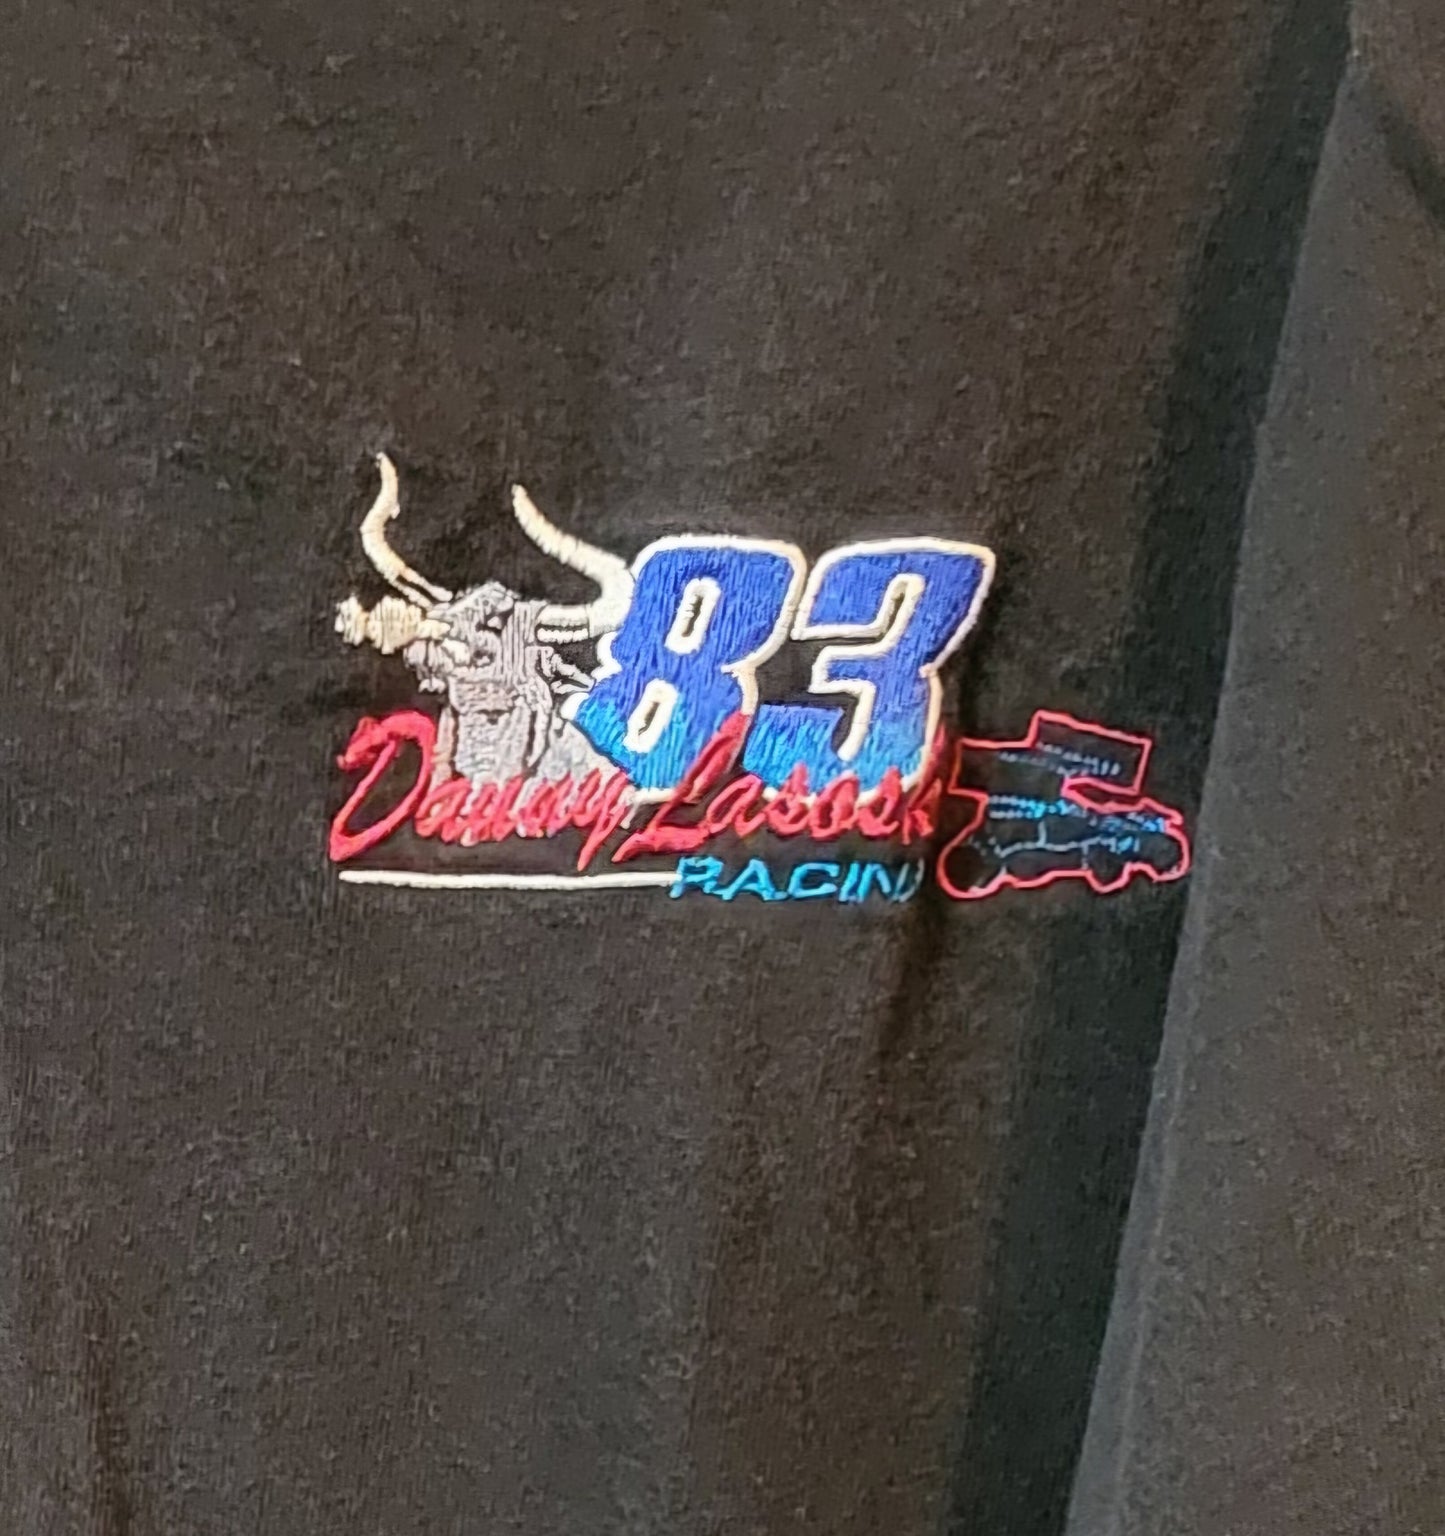 83
Danny Lasoski
RACIN